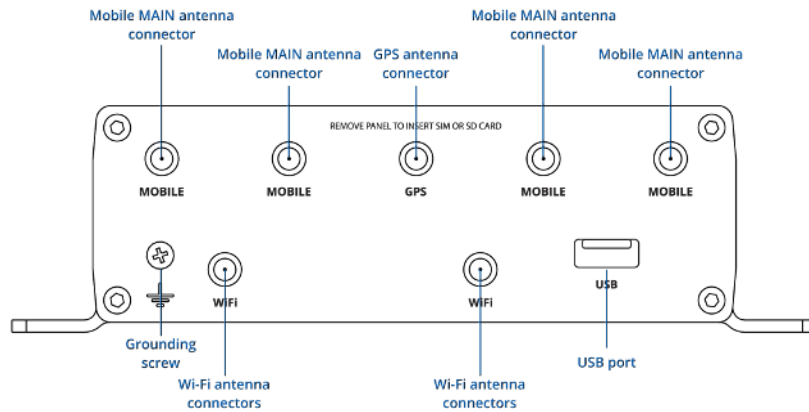 Mobile MAIN antenna
connector
Mobile MAIN antenna
connector
GPS antenna
connector
Mobile MAIN antenna
connector
Mobile MAIN antenna
connector
REMOVE PANEL TO INSERT SIM OR SD CARD
MOBILE
MOBILE
GPS
MOBILE
MOBILE
WiFi
WiFi
USB
Grounding
screw
Wi-Fi antenna
connectors
Wi-Fi antenna
connectors
USB port